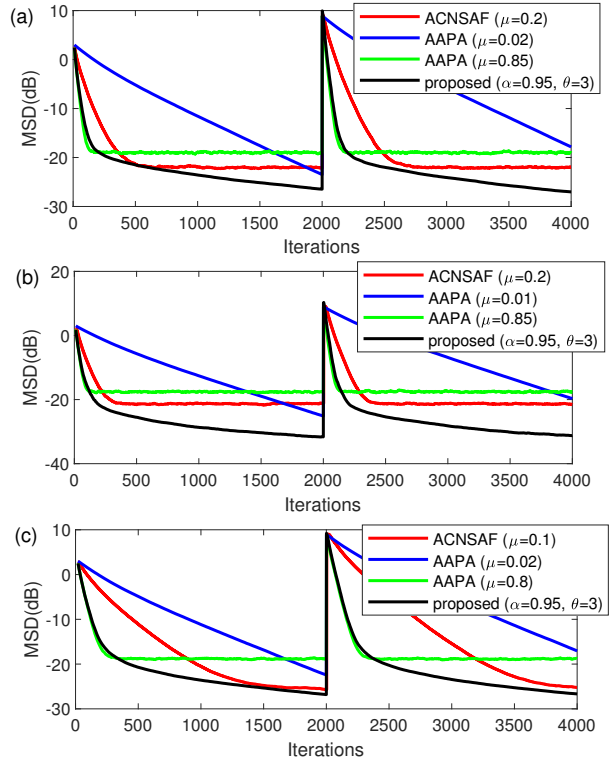 (a)
ACNSAF (μ=0.2)
AAPA (μ=0.02)
AAPA (μ=0.85)
proposed (α=0.95, θ=3)
MSD(dB)
10
0
-10
-20
-30
0 500 1000 1500 2000 2500 3000 3500 4000
Iterations
(b)
ACNSAF (μ=0.2)
AAPA (μ=0.01)
AAPA (μ=0.85)
proposed (α=0.95, θ=3)
MSD(dB)
20
0
-20
-40
0 500 1000 1500 2000 2500 3000 3500 4000
Iterations
(c)
ACNSAF (μ=0.1)
AAPA (μ=0.02)
AAPA (μ=0.8)
proposed (α=0.95, θ=3)
MSD(dB)
10
0
-10
-20
-30
0 500 1000 1500 2000 2500 3000 3500 4000
Iterations